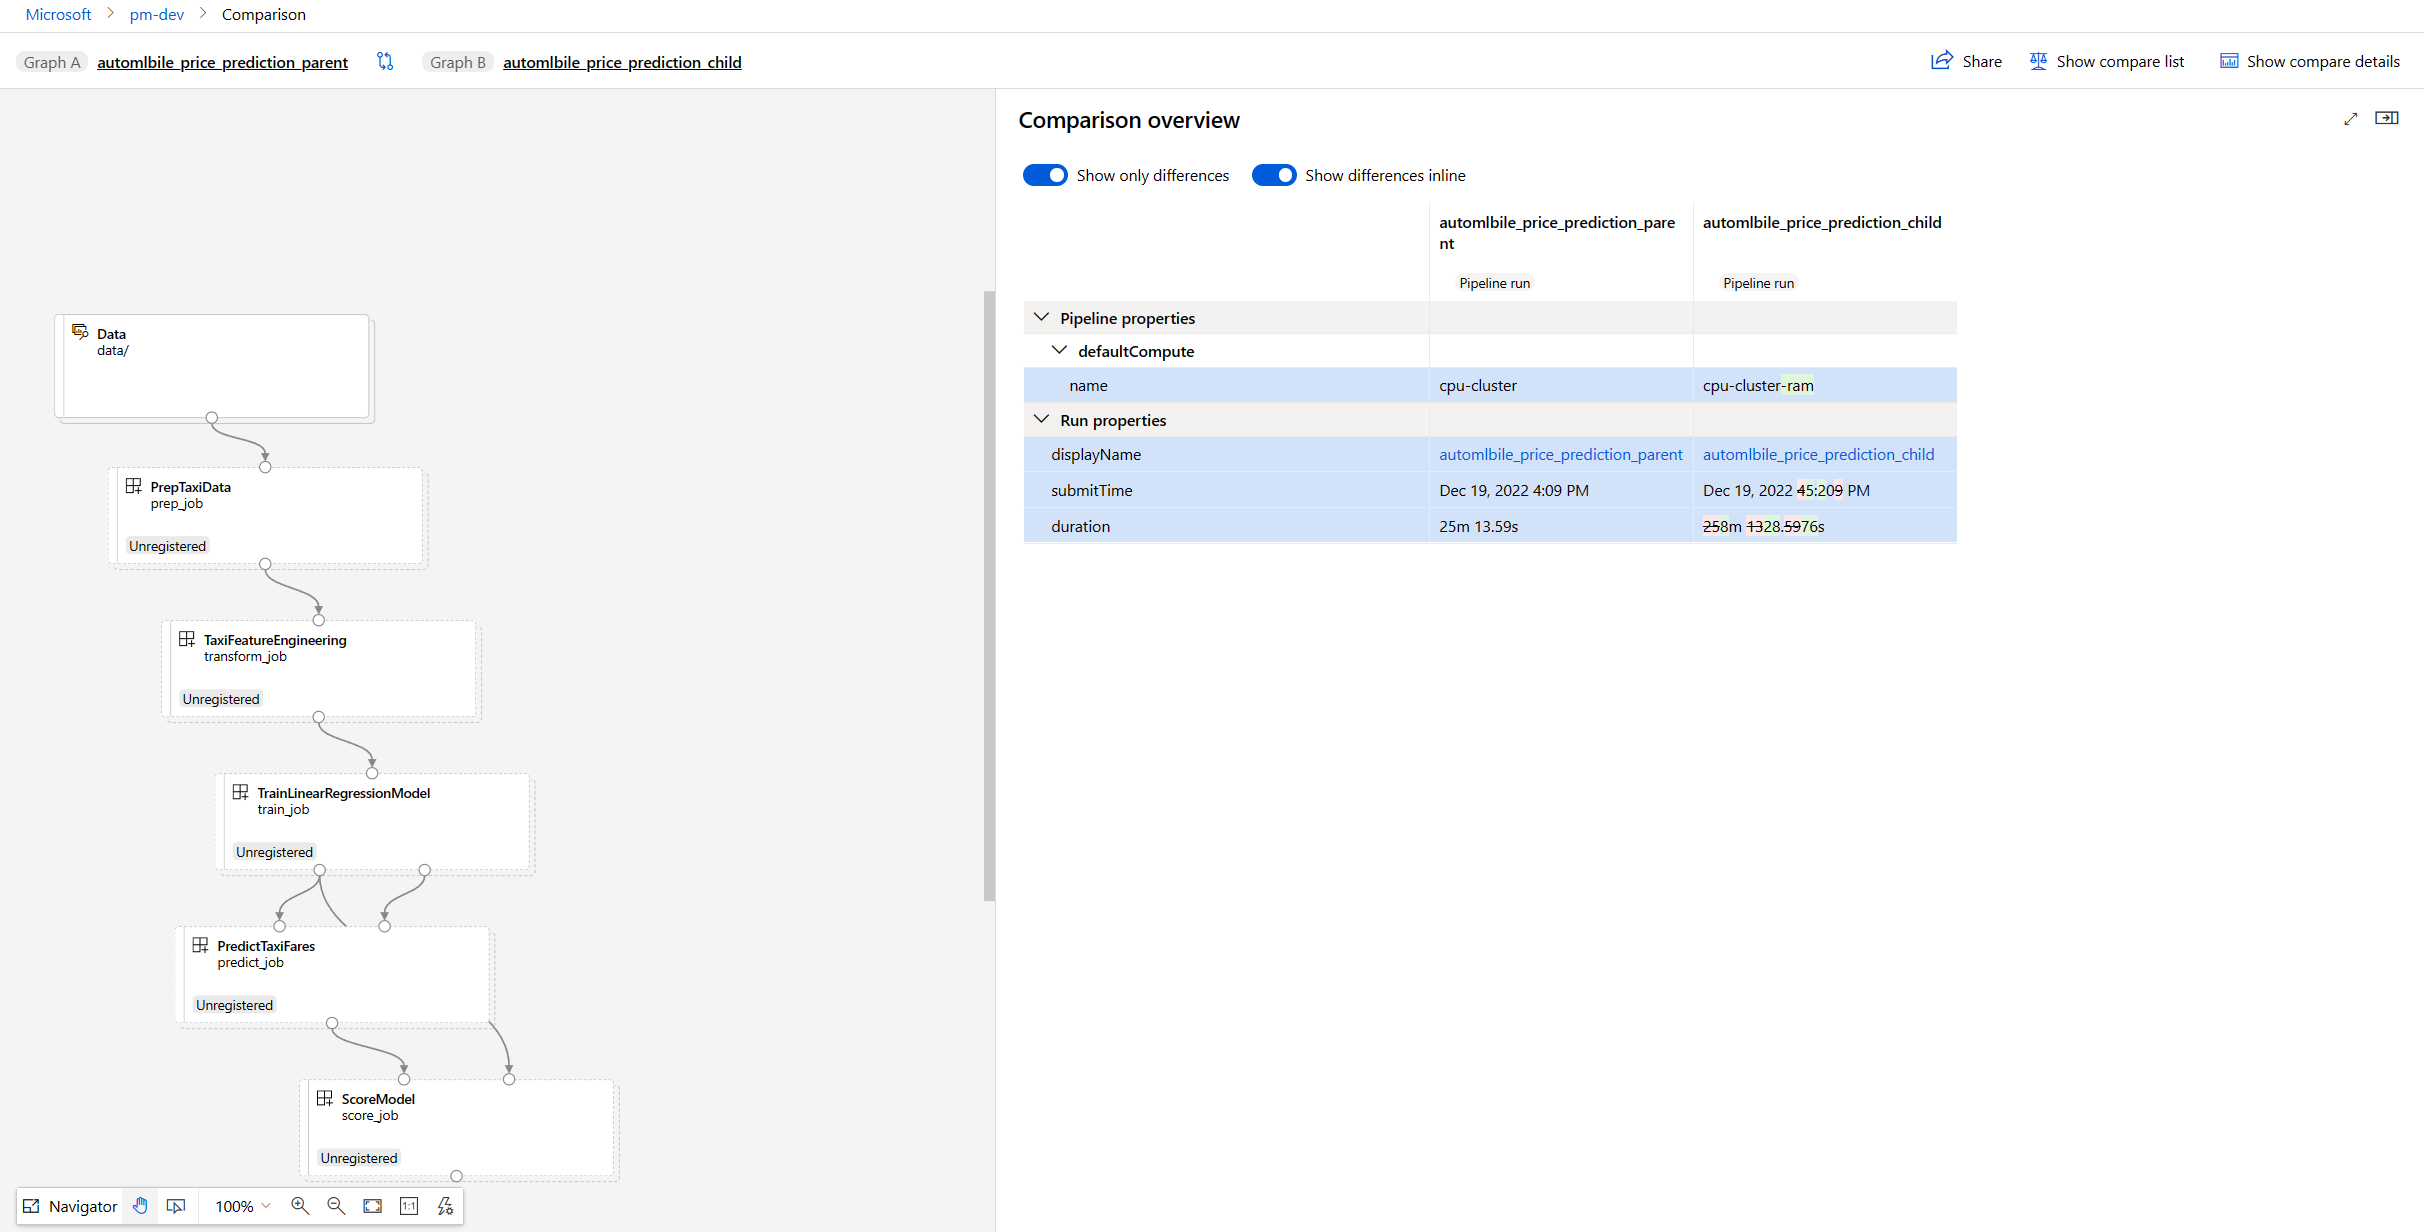 Microsoft > pm-dev > Comparison
Graph A automlbile_price_prediction_parent Graph B automlbile_price_prediction_child Share Show compare list Show compare details
Data
data/
PrepTaxiData
prep_job
Unregistered
TaxiFeatureEngineering
transform_job
Unregistered
TrainLinearRegressionModel
train_job
Unregistered
PredictTaxiFares
predict_job
Unregistered
ScoreModel
score_job
Unregistered
Navigator 100% 1:1
Comparison overview
Show only differences Show differences inline
automlbile_price_prediction_pare
nt
automlbile_price_prediction_child
Pipeline run Pipeline run
Pipeline properties
defaultCompute
name cpu-cluster cpu-cluster-ram
Run properties
displayName automlbile_price_prediction_parent automlbile_price_prediction_child
submitTime Dec 19, 2022 4:09 PM Dec 19, 2022 45:209 PM
duration 25m 13.59s 258m 1328.5976s